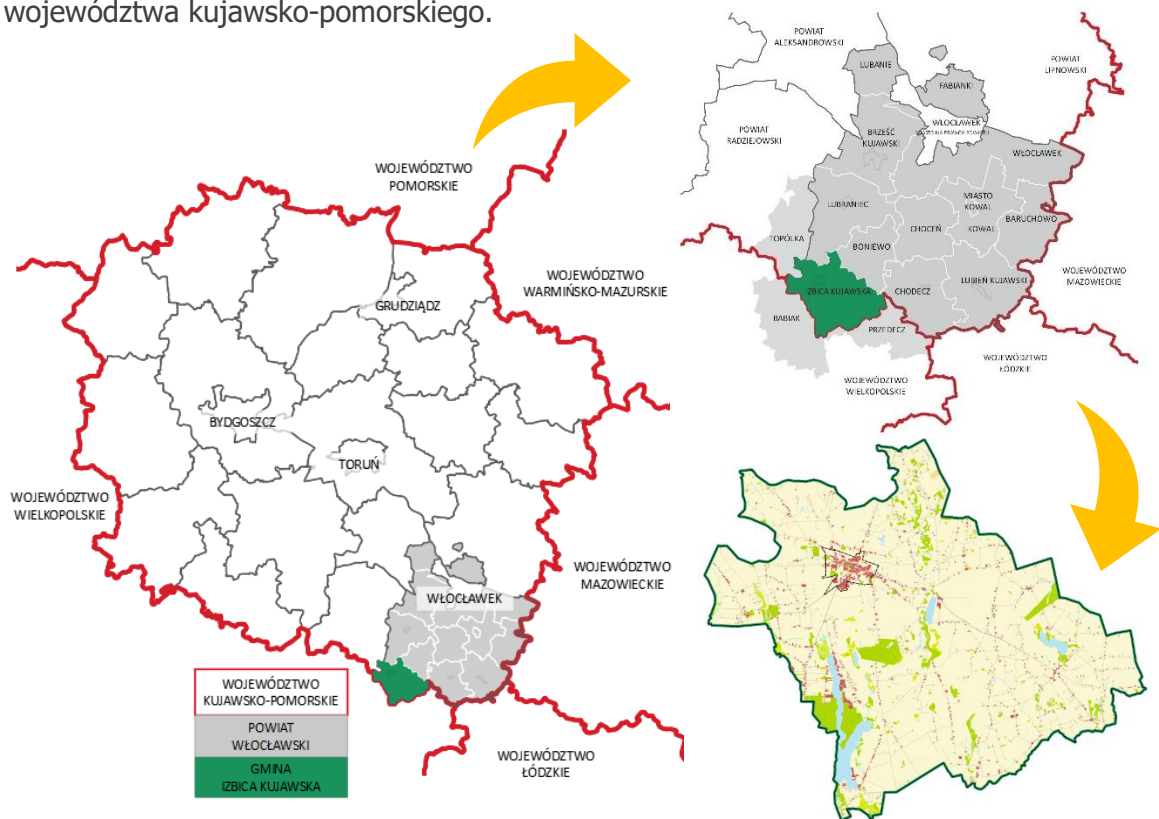 województwa kujawsko-pomorskiego.
WOJEWÓDZTWO
POMORSKIE
WOJEWÓDZTWO
WARMIŃSKO-MAZURSKIE
GRUDZIĄDZ
BYDGOSZCZ
TORUŃ
WOJEWÓDZTWO
WIELKOPOLSKIE
WOJEWÓDZTWO
MAZOWIECKIE
WŁOCŁAWEK
WOJEWÓDZTWO
KUJAWSKO-POMORSKIE
POWIAT
WŁOCŁAWSKI
GMINA
IZBICA KUJAWSKA
WOJEWÓDZTWO
ŁÓDZKIE
POWIAT
ALEKSANDROWSKI
LUBANIE
POWIAT
LIPNOWSKI
FABIANKI
WŁOCŁAWEK
POWIAT
RADZIEJOWSKI
BRZEŚĆ
KUJAWSKI
WŁOCŁAWEK
LUBRANIEC
MIASTO
KOWAL
BARUCHOWO
CHOCEŃ
KOWAL
TOPÓLKA
BONIEWO
WOJEWÓDZTWO
MAZOWIECKIE
IZBICA KUJAWSKA
CHODECZ
LUBIEŃ KUJAWSKI
BABIAK
PRZEDECZ
WOJEWÓDZTWO
ŁÓDZKIE
WOJEWÓDZTWO
WIELKOPOLSKIE